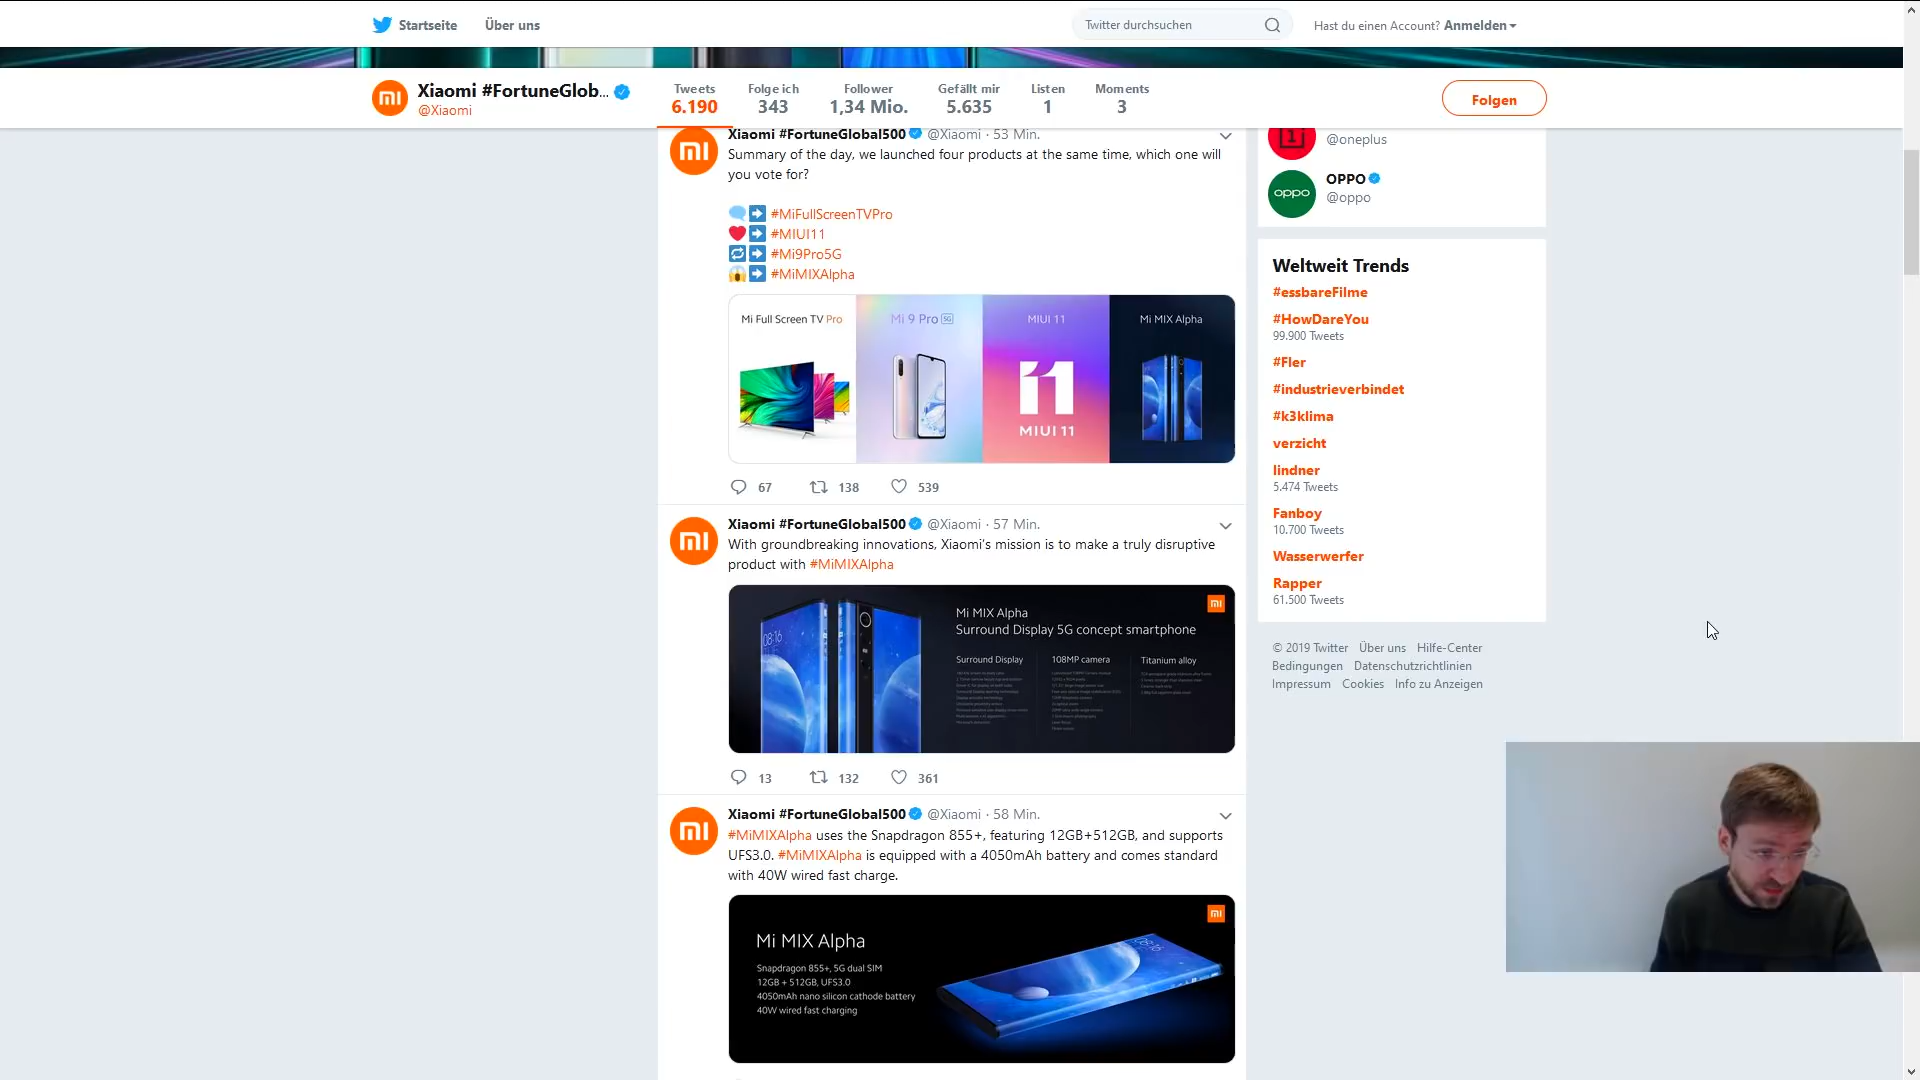 Startseite
Über uns
Twitter durchsuchen
Hast du einen Account? Anmelden
Xiaomi #FortuneGlob...
@Xiaomi
Tweets
6.190
Folge ich
343
Follower
1,34 Mio.
Gefällt mir
5.635
Listen
1
Moments
3
Folgen
Xiaomi #FortuneGlobal500 @Xiaomi · 53 Min.
Summary of the day, we launched four products at the same time, which one will
you vote for?
#MiFullScreenTVPro
#MIUI11
#Mi9Pro5G
#MiMIXAlpha
Mi Full Screen TV Pro
Mi 9 Pro 5G
MIUI 11
MIUI 11
Mi MIX Alpha
67
138
539
Xiaomi #FortuneGlobal500 @Xiaomi · 57 Min.
With groundbreaking innovations, Xiaomi's mission is to make a truly disruptive
product with #MiMIXAlpha
08:16
Mi MIX Alpha
Surround Display 5G concept smartphone
Surround Display
108MP camera
Titanium alloy
13
132
361
Xiaomi #FortuneGlobal500 @Xiaomi · 58 Min.
#MiMIXAlpha uses the Snapdragon 855+, featuring 12GB+512GB, and supports
UFS3.0. #MiMIXAlpha is equipped with a 4050mAh battery and comes standard
with 40W wired fast charge.
Mi MIX Alpha
Snapdragon 855+, 5G dual SIM
12GB + 512GB, UFS3.0
4050mAh nano silicon cathode battery
40W wired fast charging
08:16
@oneplus
oppo
OPPO
@oppo
Weltweit Trends
#essbareFilme
#HowDareYou
99.900 Tweets
#Fler
#industrieverbindet
#k3klima
verzicht
lindner
5.474 Tweets
Fanboy
10.700 Tweets
Wasserwerfer
Rapper
61.500 Tweets
© 2019 Twitter Über uns Hilfe-Center
Bedingungen Datenschutzrichtlinien
Impressum Cookies Info zu Anzeigen